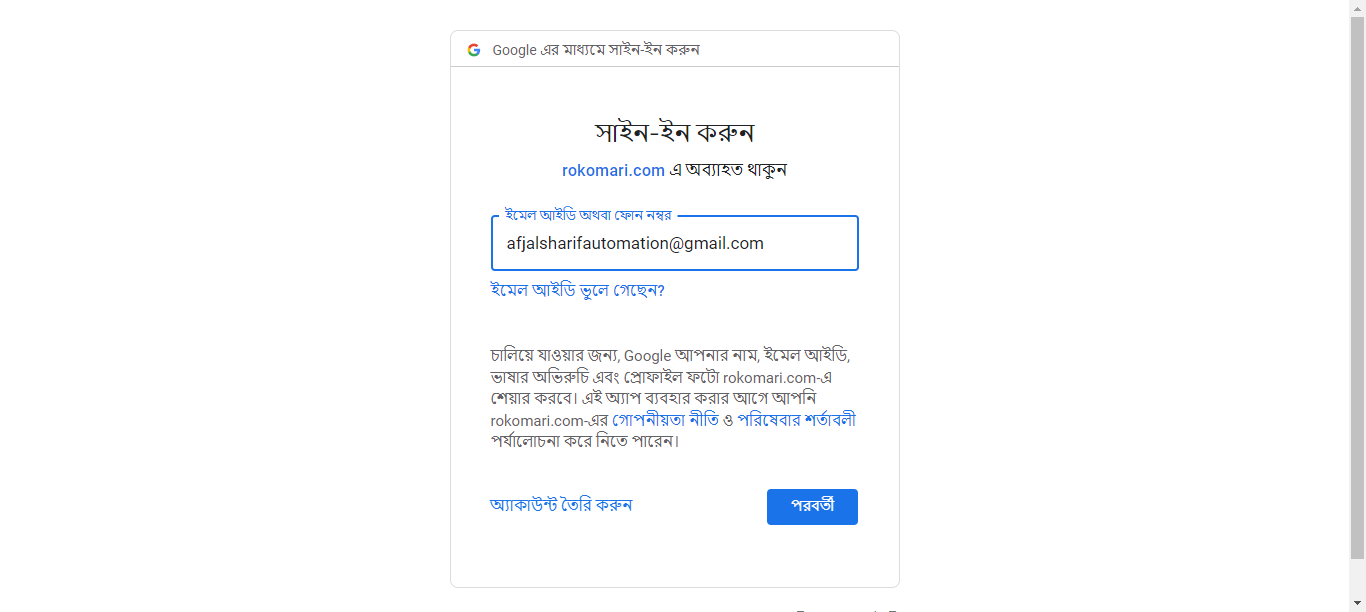 Google এর মাধ্যমে সাইন-ইন করুন
সাইন-ইন করুন
rokomari.com এ অব্যাহত থাকুন
ইমেল আইডি অথবা ফোন নম্বর
afjalsharifautomation@gmail.com
ইমেল আইডি ভুলে গেছেন?
চালিয়ে যাওয়ার জন্য, Google আপনার নাম, ইমেল আইডি,
ভাষার অভিরুচি এবং প্রোফাইল ফটো rokomari.com-এ
শেয়ার করবে। এই অ্যাপ ব্যবহার করার আগে আপনি
rokomari.com-এর গোপনীয়তা নীতি ও পরিষেবার শর্তাবলী
পর্যালোচনা করে নিতে পারেন।
অ্যাকাউন্ট তৈরি করুন
পরবর্তী